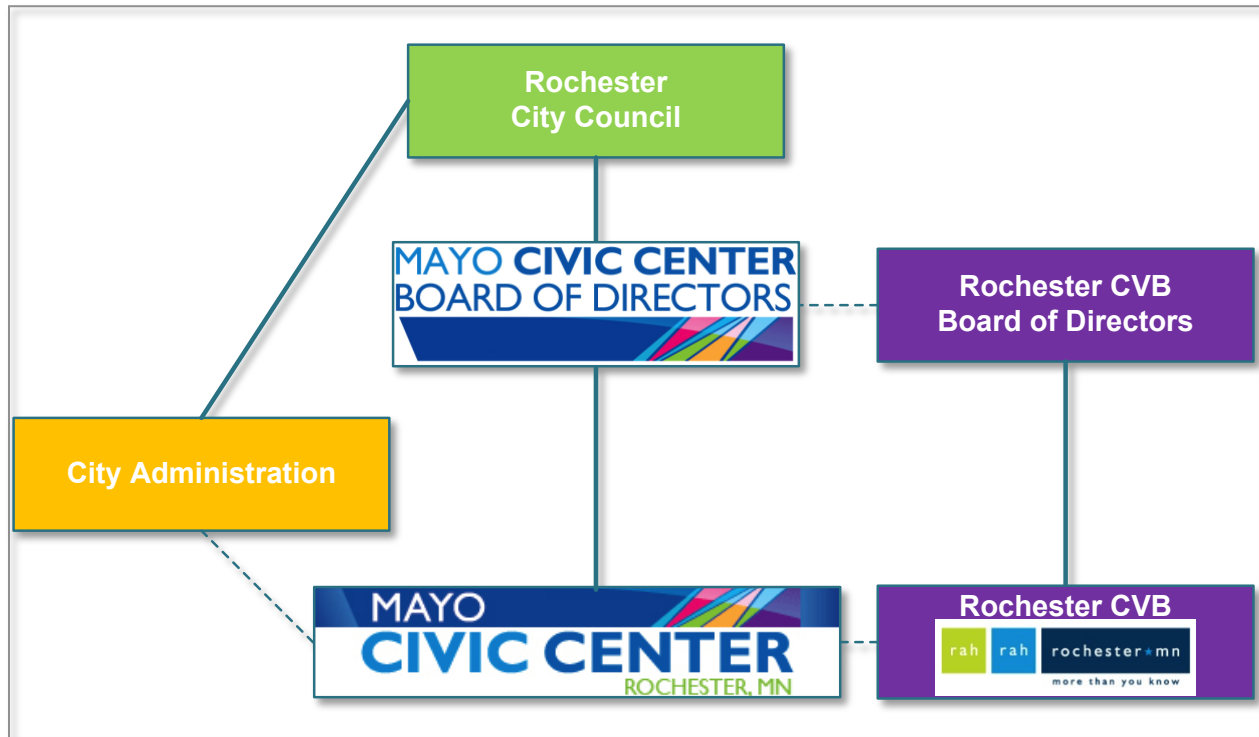 Rochester
City Council
MAYO CIVIC CENTER
BOARD OF DIRECTORS
Rochester CVB
Board of Directors
City Administration
MAYO
CIVIC CENTER
ROCHESTER, MN
Rochester CVB
rah rah rochester★mn
more than you know